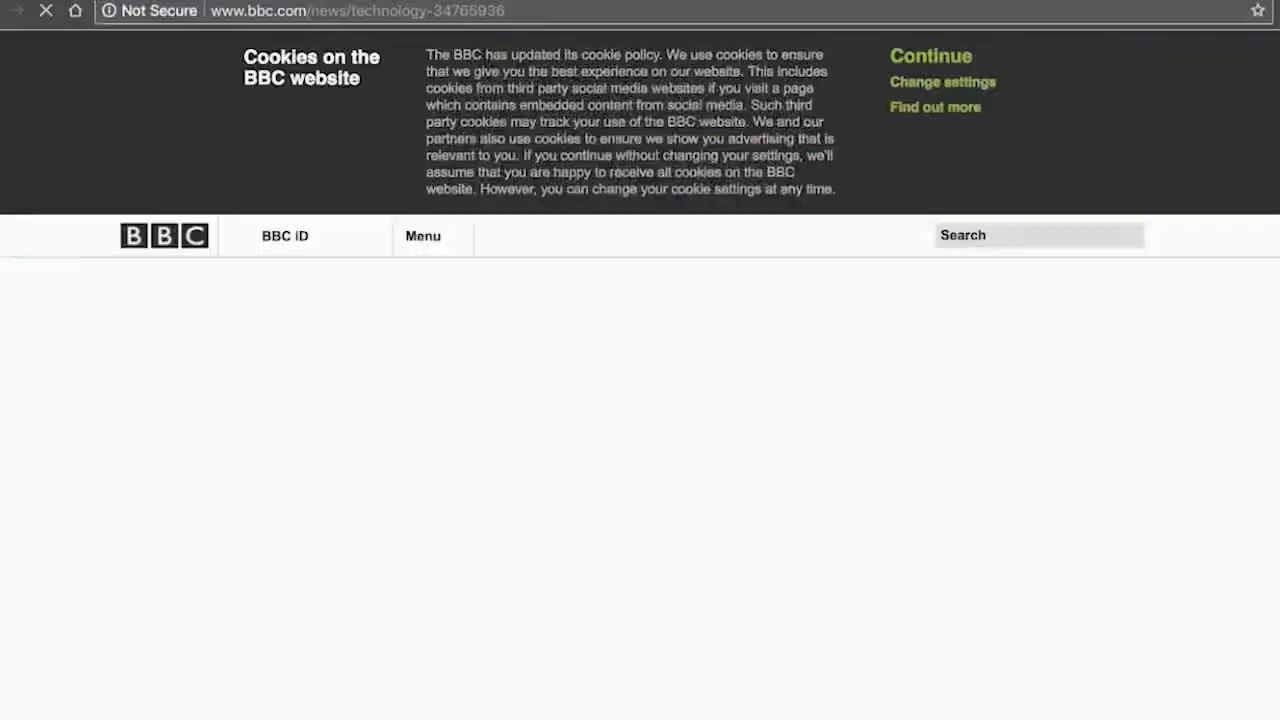 Not Secure www.bbc.com/news/technology-34765936
Cookies on the
BBC website
The BBC has updated its cookie policy. We use cookies to ensure
that we give you the best experience on our website. This includes
cookies from third party social media websites if you visit a page
which contains embedded content from social media. Such third
party cookies may track your use of the BBC website. We and our
partners also use cookies to ensure we show you advertising that is
relevant to you. If you continue without changing your settings, we'll
assume that you are happy to receive all cookies on the BBC
website. However, you can change your cookie settings at any time.
Continue
Change settings
Find out more
BBC BBC iD Menu Search